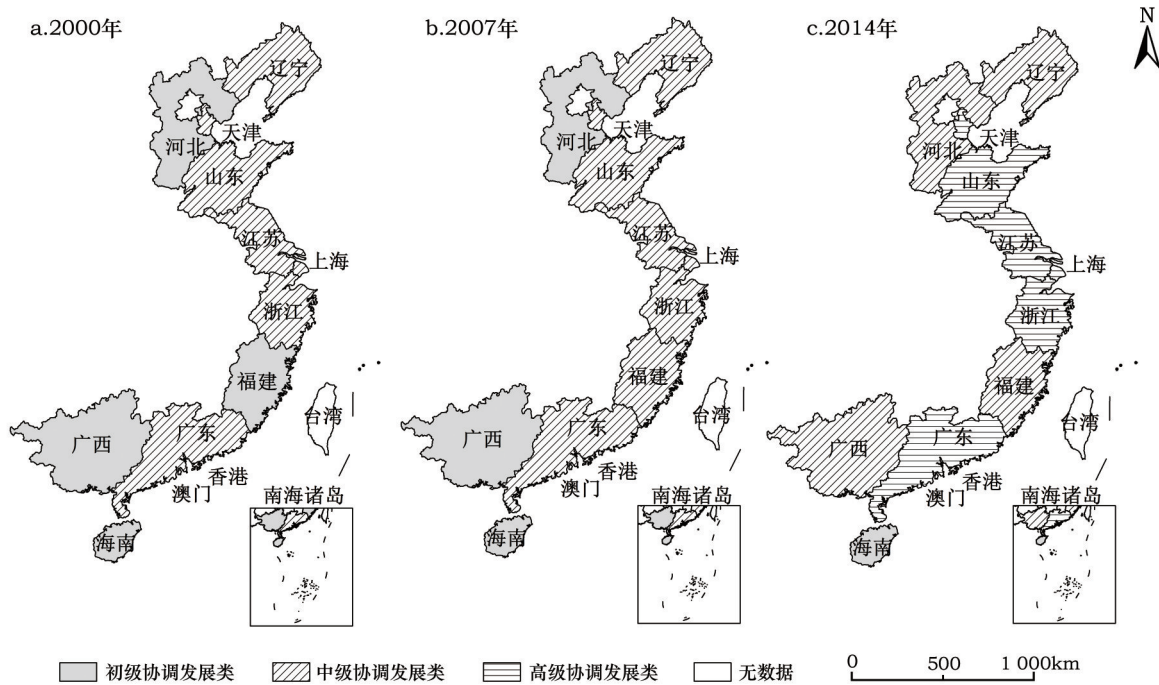 a.2000年
辽宁
天津
河北
山东
江苏
上海
浙江
福建
台湾
广西
广东
香港
澳门
南海诸岛
海南
b.2007年
辽宁
天津
河北
山东
江苏
上海
浙江
福建
台湾
广西
广东
香港
澳门
南海诸岛
海南
c.2014年
N
辽宁
天津
河北
山东
江苏
上海
浙江
福建
台湾
广西
广东
香港
澳门
南海诸岛
海南
初级协调发展类 中级协调发展类 高级协调发展类 无数据
0 500 1 000km